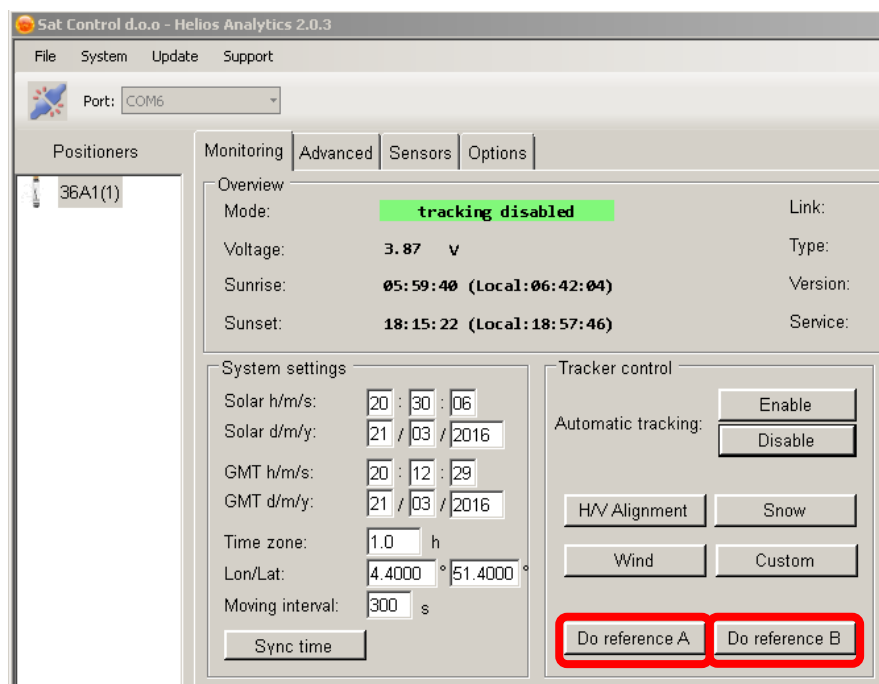 Sat Control d.o.o - Helios Analytics 2.0.3
File System Update Support
Port: COM6
Positioners
36A1(1)
Monitoring Advanced Sensors Options
Overview
Mode: tracking disabled Link:
Voltage: 3.87 V Type:
Sunrise: 05:59:40 (Local:06:42:04) Version:
Sunset: 18:15:22 (Local:18:57:46) Service:
System settings
Solar h/m/s: 20 : 30 : 06
Solar d/m/y: 21 / 03 / 2016
GMT h/m/s: 20 : 12 : 29
GMT d/m/y: 21 / 03 / 2016
Time zone: 1.0 h
Lon/Lat: 4.4000 ° 51.4000 °
Moving interval: 300 s
Sync time
Tracker control
Automatic tracking: Enable
Disable
H/V Alignment Snow
Wind Custom
Do reference A Do reference B